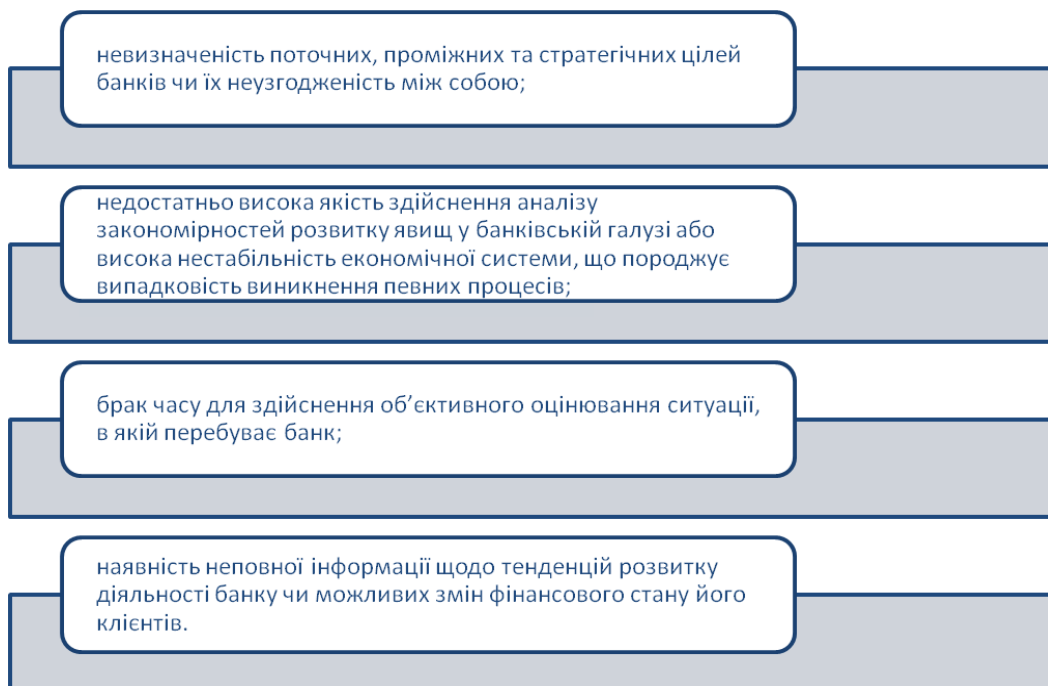 невизначеність поточних, проміжних та стратегічних цілей
банків чи їх неузгодженість між собою;
недостатньо висока якість здійснення аналізу
закономірностей розвитку явищ у банківській галузі або
висока нестабільність економічної системи, що породжує
випадковість виникнення певних процесів;
брак часу для здійснення об’єктивного оцінювання ситуації,
в якій перебуває банк;
наявність неповної інформації щодо тенденцій розвитку
діяльності банку чи можливих змін фінансового стану його
клієнтів.